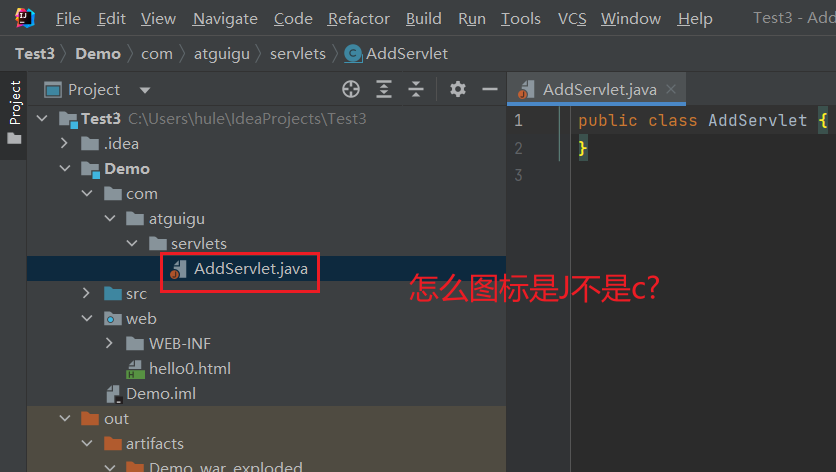 File Edit View Navigate Code Refactor Build Run Tools VCS Window Help Test3 - Add
Test3 Demo com atguigu servlets C AddServlet
Project
Project
AddServlet.java
Test3 C:\Users\hule\IdeaProjects\Test3
.idea
Demo
com
atguigu
servlets
AddServlet.java
src
web
WEB-INF
hello0.html
Demo.iml
out
artifacts
Demo_war_exploded
1 public class AddServlet {
2 }
3
怎么图标是J不是c?